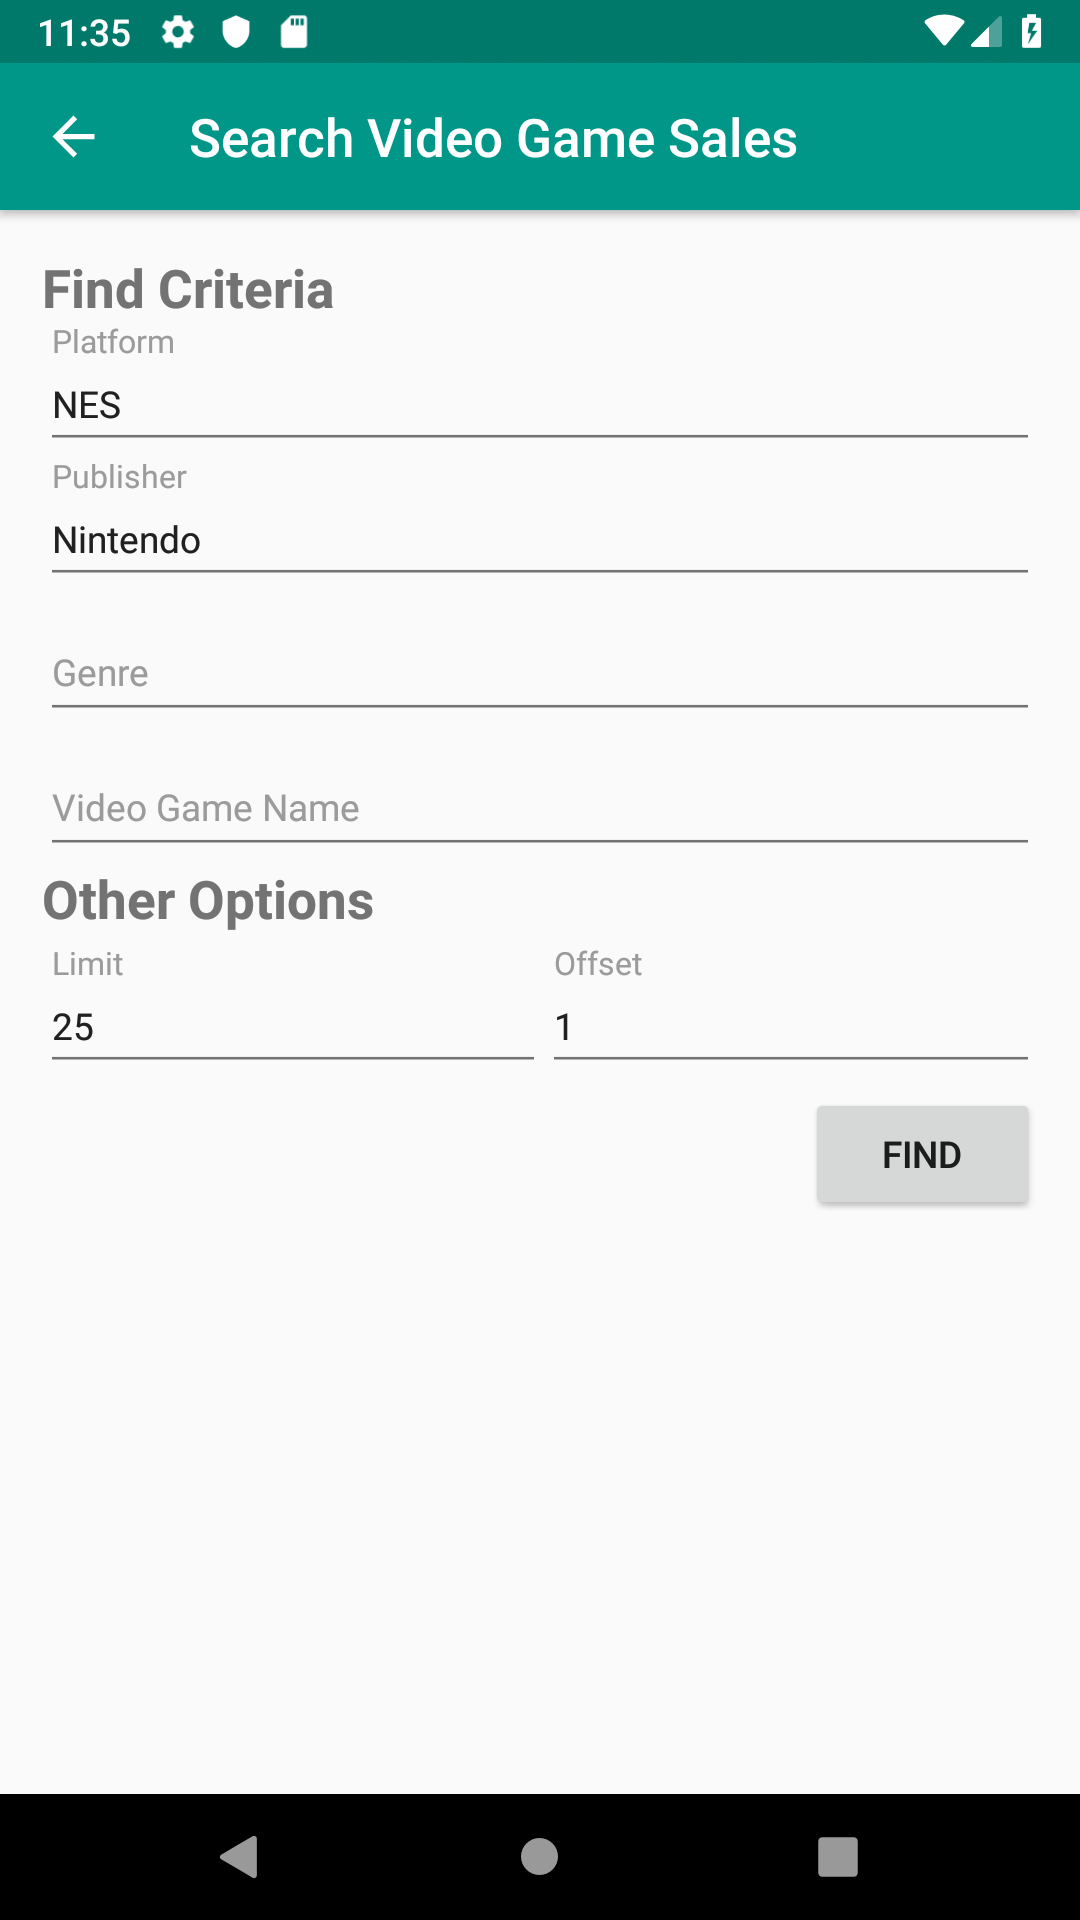 11:35
Search Video Game Sales
Find Criteria
Platform
NES
Publisher
Nintendo
Genre
Video Game Name
Other Options
Limit Offset
25 1
FIND